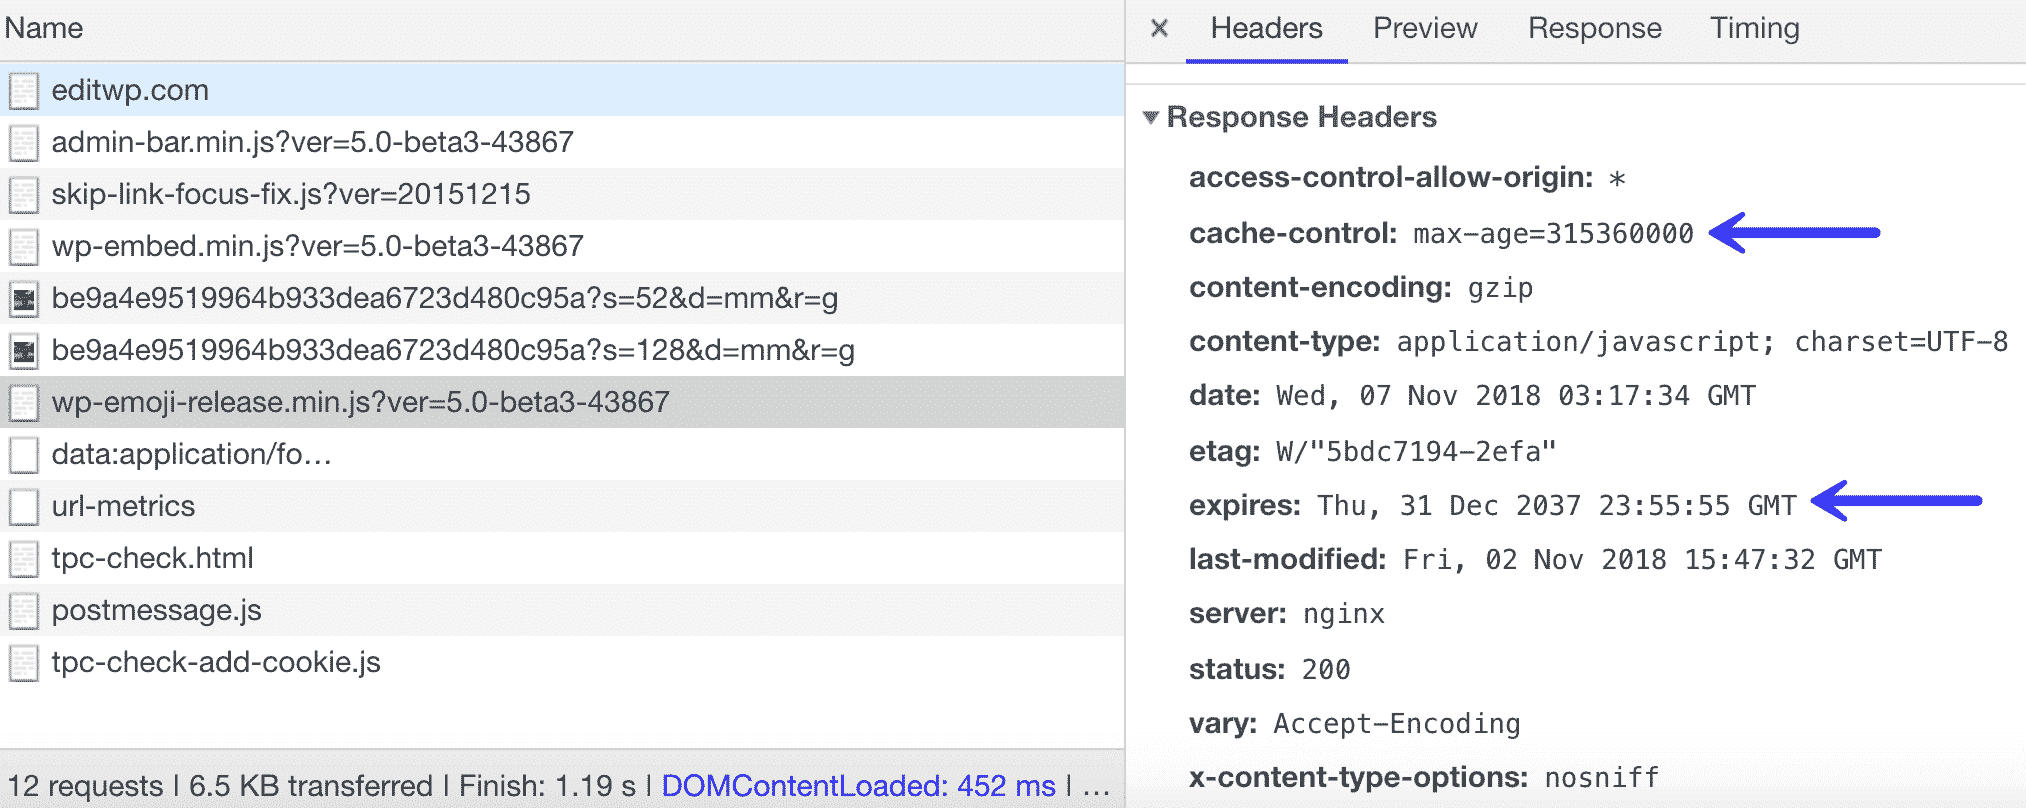 Name
editwp.com
admin-bar.min.js?ver=5.0-beta3-43867
skip-link-focus-fix.js?ver=20151215
wp-embed.min.js?ver=5.0-beta3-43867
be9a4e9519964b933dea6723d480c95a?s=52&d=mm&r=g
be9a4e9519964b933dea6723d480c95a?s=128&d=mm&r=g
wp-emoji-release.min.js?ver=5.0-beta3-43867
data:application/fo…
url-metrics
tpc-check.html
postmessage.js
tpc-check-add-cookie.js
12 requests | 6.5 KB transferred | Finish: 1.19 s | DOMContentLoaded: 452 ms | …
× Headers Preview Response Timing
▼ Response Headers
access-control-allow-origin: *
cache-control: max-age=315360000
content-encoding: gzip
content-type: application/javascript; charset=UTF-8
date: Wed, 07 Nov 2018 03:17:34 GMT
etag: W/"5bdc7194-2efa"
expires: Thu, 31 Dec 2037 23:55:55 GMT
last-modified: Fri, 02 Nov 2018 15:47:32 GMT
server: nginx
status: 200
vary: Accept-Encoding
x-content-type-options: nosniff